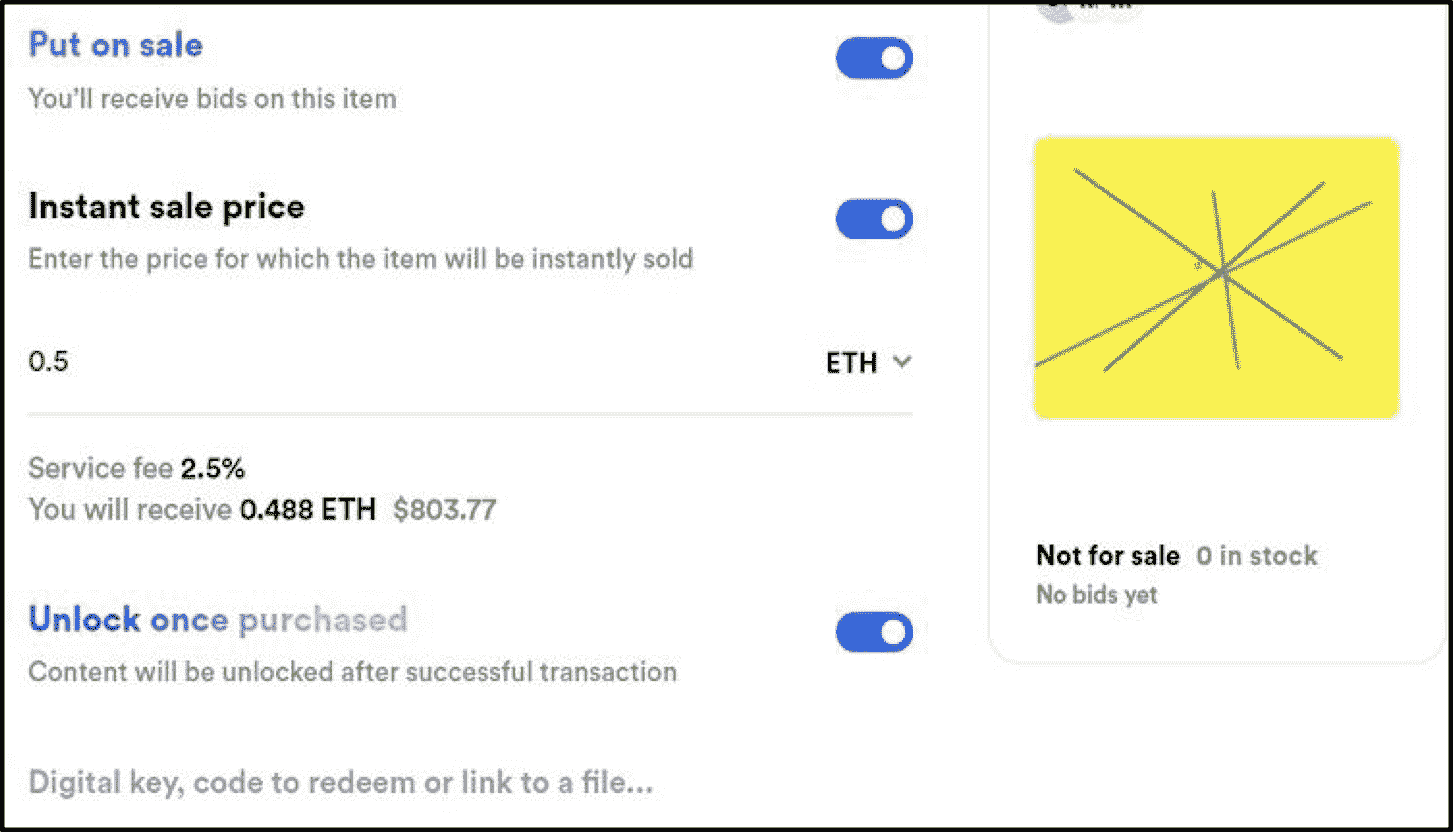 Put on sale
You'll receive bids on this item
Instant sale price
Enter the price for which the item will be instantly sold
0.5
ETH
Service fee 2.5%
You will receive 0.488 ETH $803.77
Unlock once purchased
Content will be unlocked after successful transaction
Digital key, code to redeem or link to a file...
Not for sale 0 in stock
No bids yet